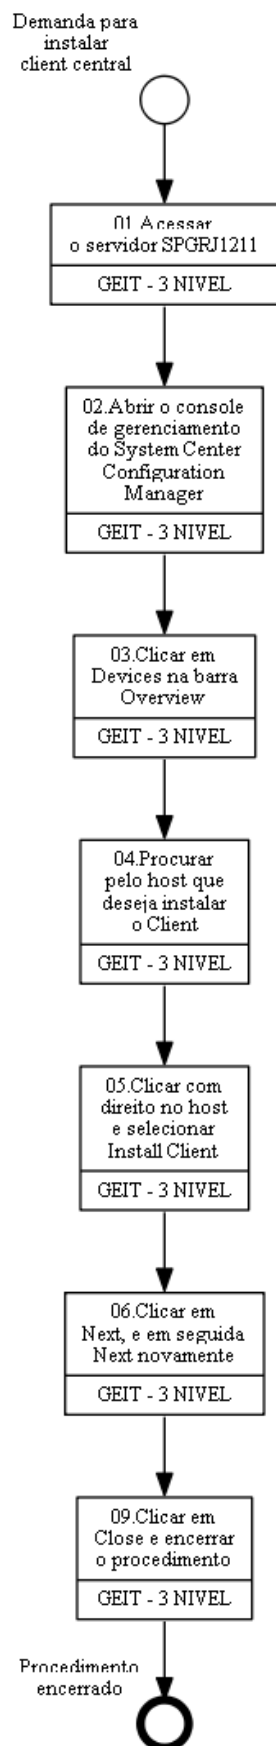 Demanda para
instalar
client central
01.Acessar
o servidor SPGRJ1211
GEIT - 3 NIVEL
02.Abrir o console
de gerenciamento
do System Center
Configuration
Manager
GEIT - 3 NIVEL
03.Clicar em
Devices na barra
Overview
GEIT - 3 NIVEL
04.Procurar
pelo host que
deseja instalar
o Client
GEIT - 3 NIVEL
05.Clicar com
direito no host
e selecionar
Install Client
GEIT - 3 NIVEL
06.Clicar em
Next, e em seguida
Next novamente
GEIT - 3 NIVEL
09.Clicar em
Close e encerrar
o procedimento
GEIT - 3 NIVEL
Procedimento
encerrado